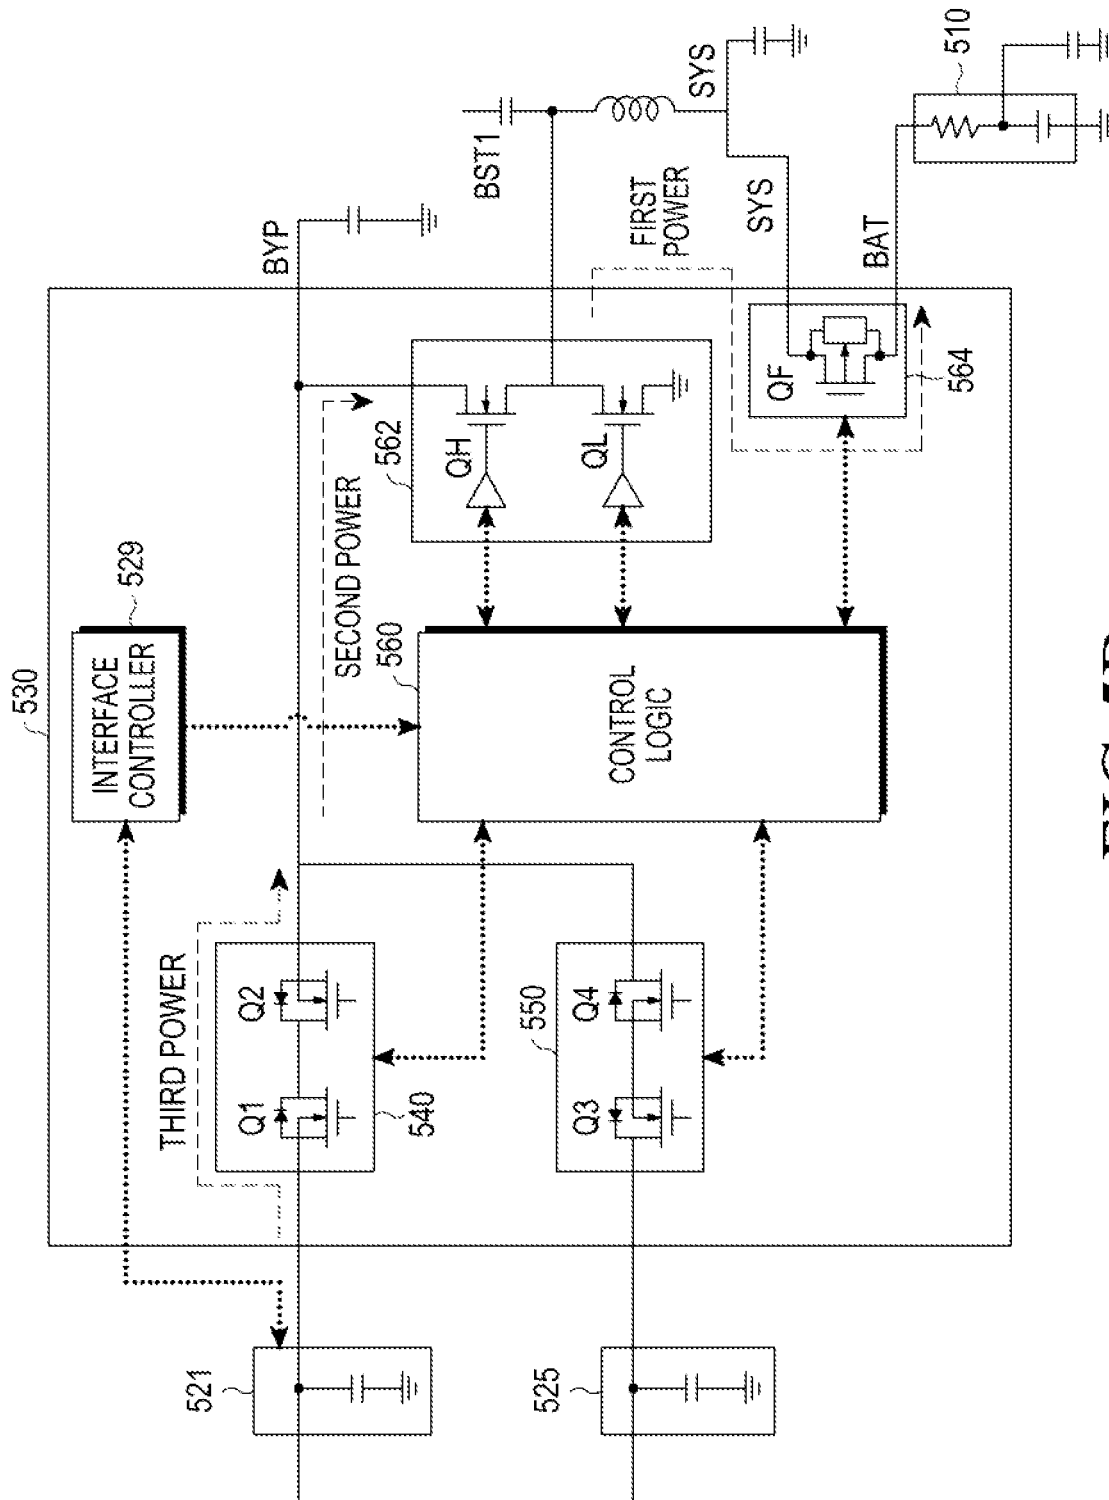 530
INTERFACE
CONTROLLER
529
THIRD POWER
521
Q1
Q2
BYP
SECOND POWER
540
560
562
QH
BST1
525
550
Q3
Q4
QL
CONTROL
LOGIC
FIRST
POWER
SYS
SYS
QF
BAT
564
510